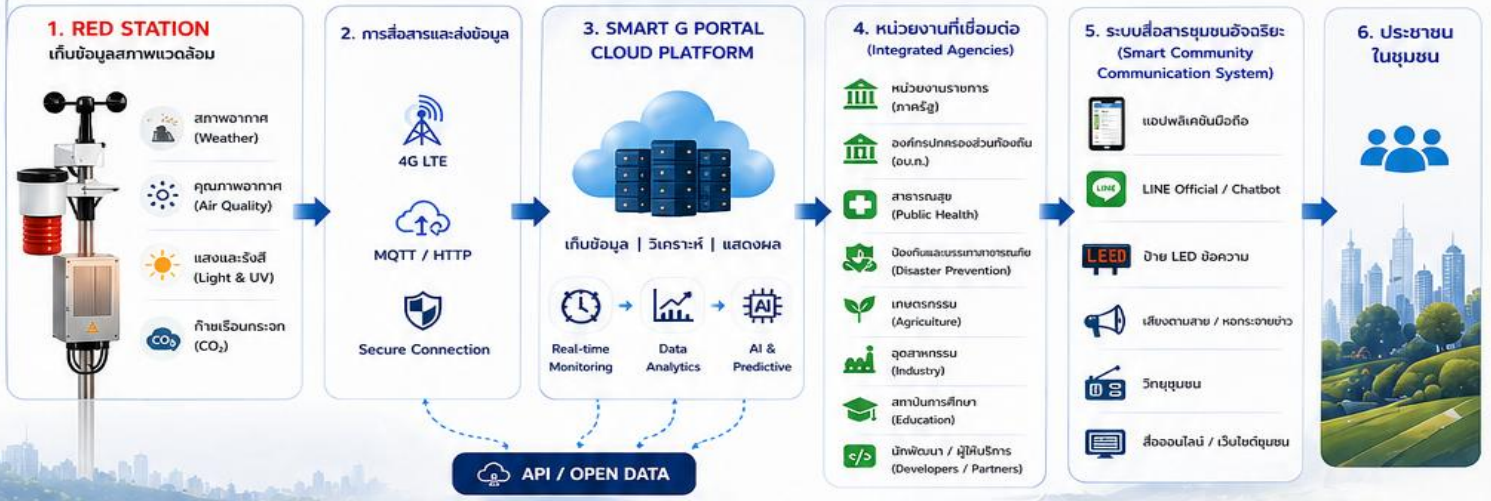 1. RED STATION
เก็บข้อมูลสภาพแวดล้อม
สภาพอากาศ
(Weather)
คุณภาพอากาศ
(Air Quality)
แสงและรังสี
(Light & UV)
CO₂
ก๊าซเรือนกระจก
(CO₂)
2. การสื่อสารและส่งข้อมูล
4G LTE
MQTT / HTTP
Secure Connection
3. SMART G PORTAL
CLOUD PLATFORM
เก็บข้อมูล | วิเคราะห์ | แสดงผล
AI
Real-time
Monitoring
Data
Analytics
AI &
Predictive
API / OPEN DATA
4. หน่วยงานที่เชื่อมต่อ
(Integrated Agencies)
หน่วยงานราชการ
(ภาครัฐ)
องค์กรปกครองส่วนท้องถิ่น
(อบท.)
สาธารณสุข
(Public Health)
ป้องกันและบรรเทาสาธารณภัย
(Disaster Prevention)
เกษตรกรรม
(Agriculture)
อุตสาหกรรม
(Industry)
สถาบันการศึกษา
(Education)
</>
นักพัฒนา / ผู้ให้บริการ
(Developers / Partners)
5. ระบบสื่อสารชุมชนอัจฉริยะ
(Smart Community
Communication System)
แอปพลิเคชันมือถือ
LINE
LINE Official / Chatbot
LEED
ป้าย LED ข้อความ
เสียงตามสาย / หอกระจายข่าว
วิทยุชุมชน
สื่อออนไลน์ / เว็บไซต์ชุมชน
6. ประชาชน
ในชุมชน